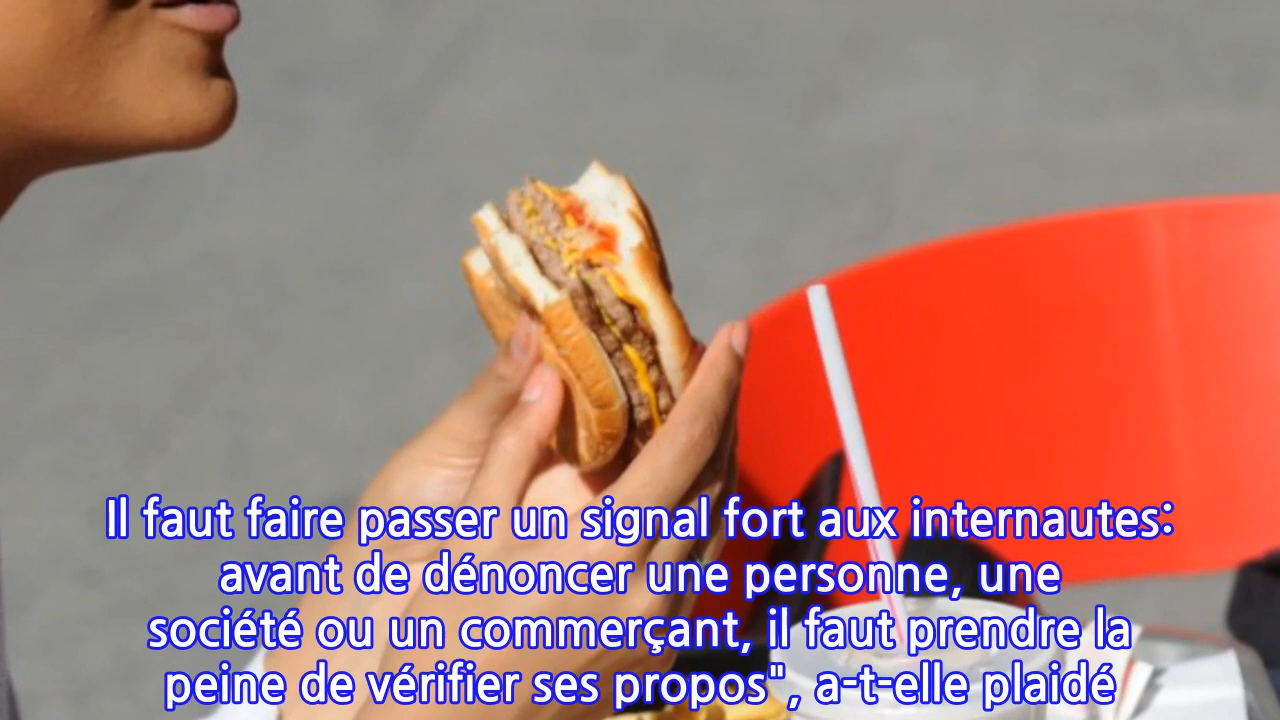 Il faut faire passer un signal fort aux internautes:
avant de dénoncer une personne, une
société ou un commerçant, il faut prendre la
peine de vérifier ses propos", a-t-elle plaidé